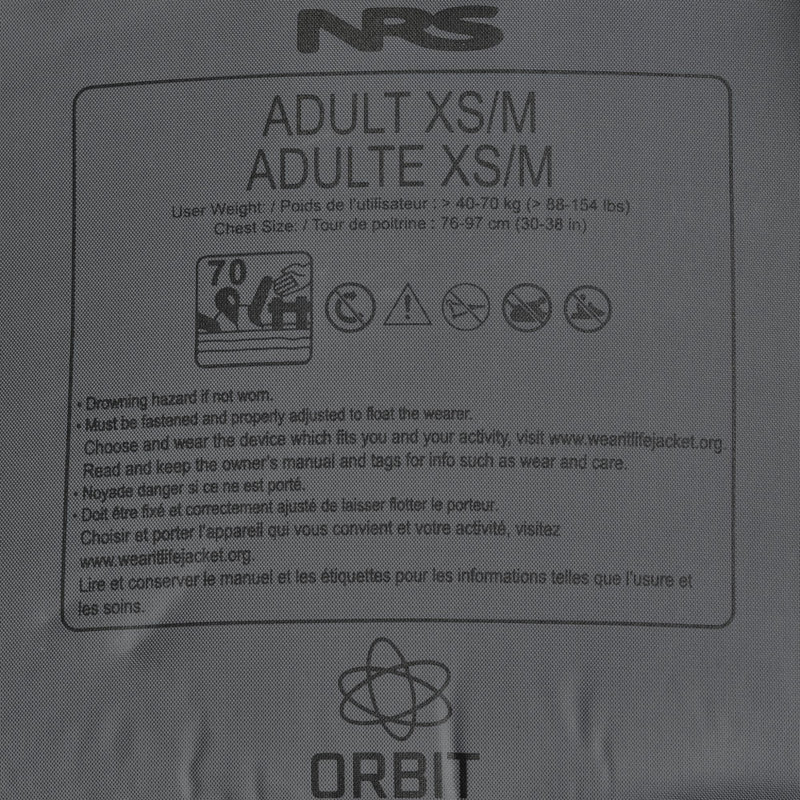 NRS
ADULT XS/M
ADULTE XS/M
User Weight: / Poids de l'utilisateur : > 40-70 kg (> 88-154 lbs)
Chest Size: / Tour de poitrine : 76-97 cm (30-38 in)
70
• Drowning hazard if not worn.
• Must be fastened and properly adjusted to float the wearer.
Choose and wear the device which fits you and your activity, visit www.wearitlifejacket.org.
Read and keep the owner's manual and tags for info such as wear and care.
• Noyade danger si ce ne est porté.
• Doit être fixé et correctement ajusté de laisser flotter le porteur.
Choisir et porter l'appareil qui vous convient et votre activité, visitez
www.wearitlifejacket.org.
Lire et conserver le manuel et les étiquettes pour les informations telles que l'usure et
les soins.
ORBIT